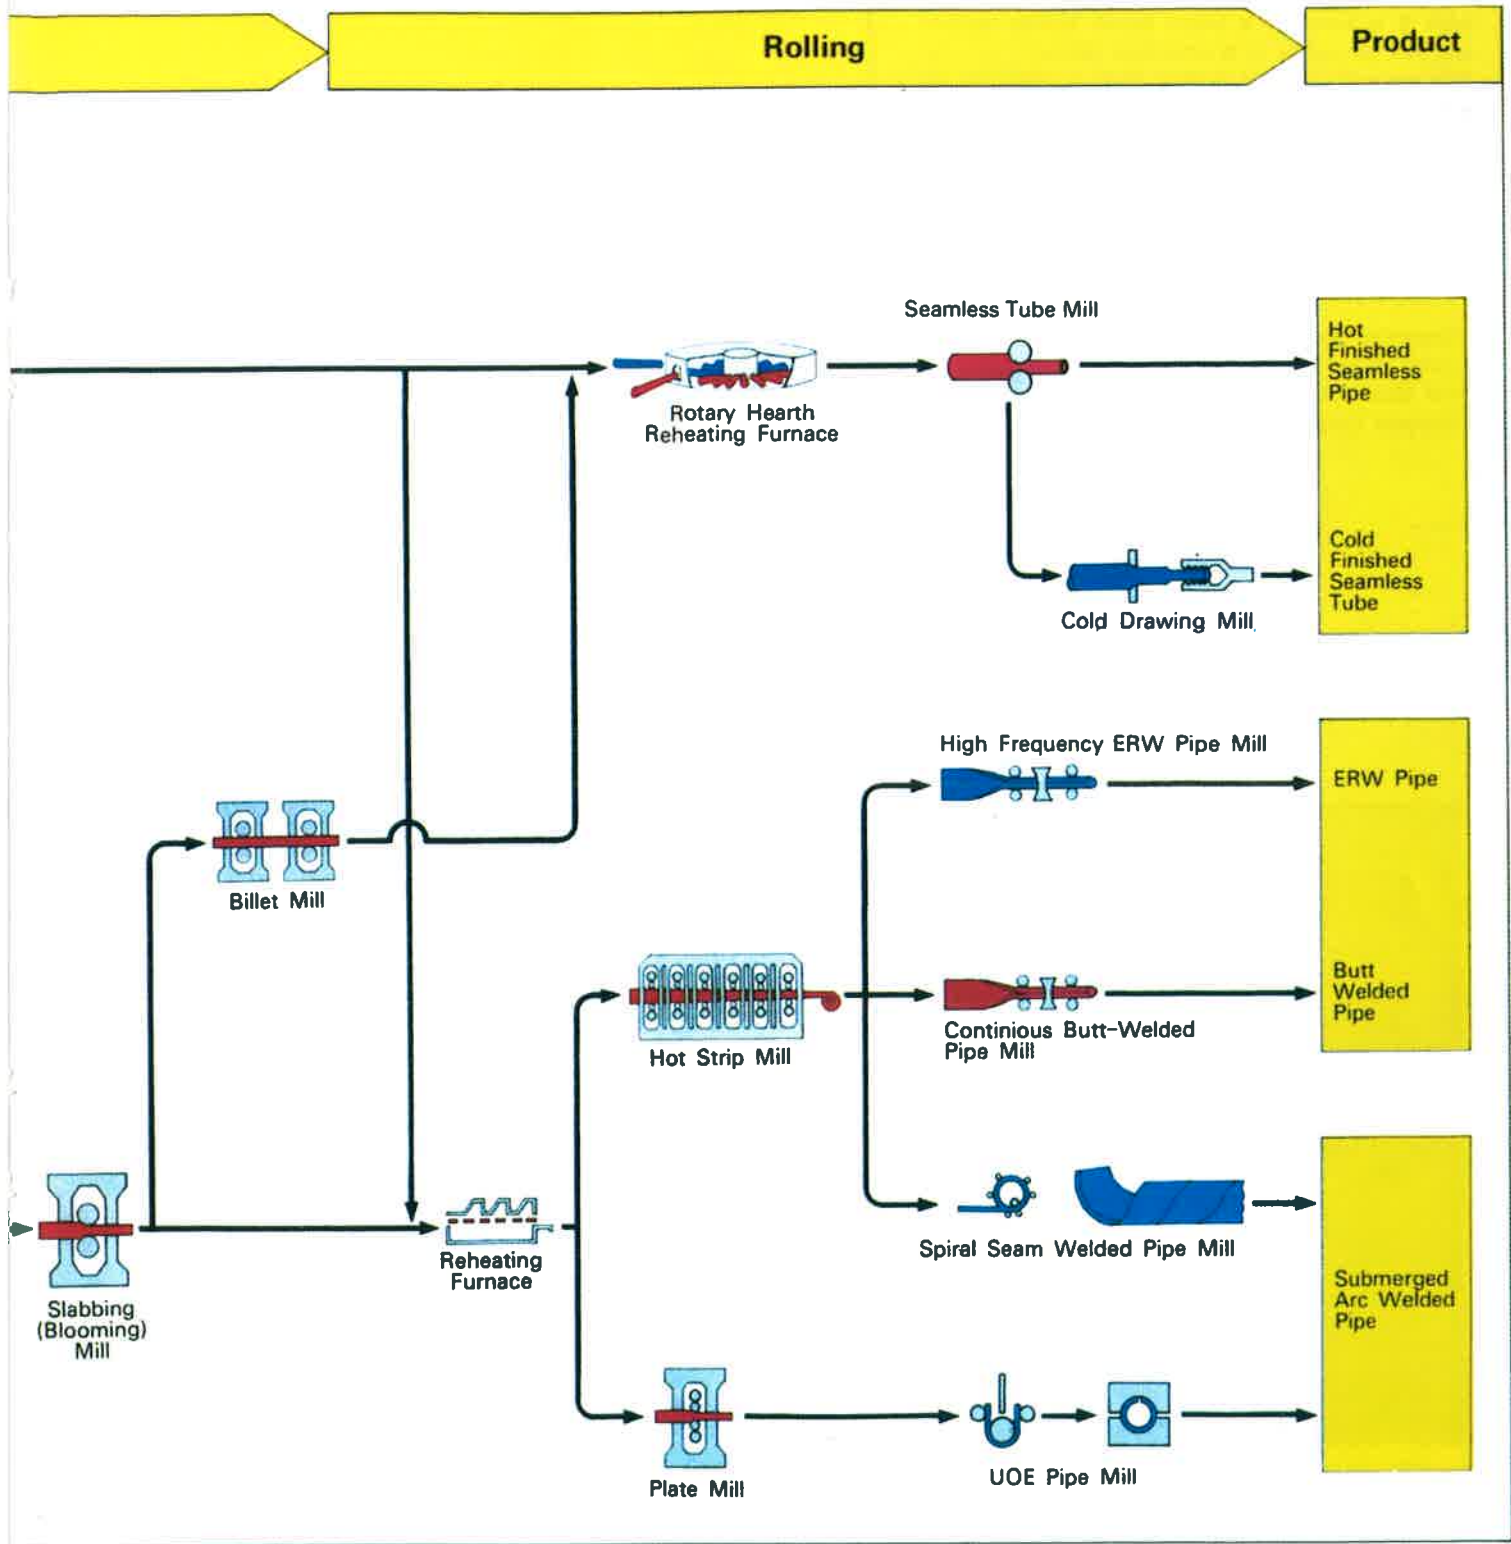 Rolling
Product
Seamless Tube Mill
Hot
Finished
Seamless
Pipe
Rotary Hearth
Reheating Furnace
Cold
Finished
Seamless
Tube
Cold Drawing Mill
High Frequency ERW Pipe Mill
ERW Pipe
Billet Mill
Hot Strip Mill
Continious Butt-Welded
Pipe Mill
Butt
Welded
Pipe
Slabbing
(Blooming)
Mill
Reheating
Furnace
Spiral Seam Welded Pipe Mill
Submerged
Arc Welded
Pipe
Plate Mill
UOE Pipe Mill